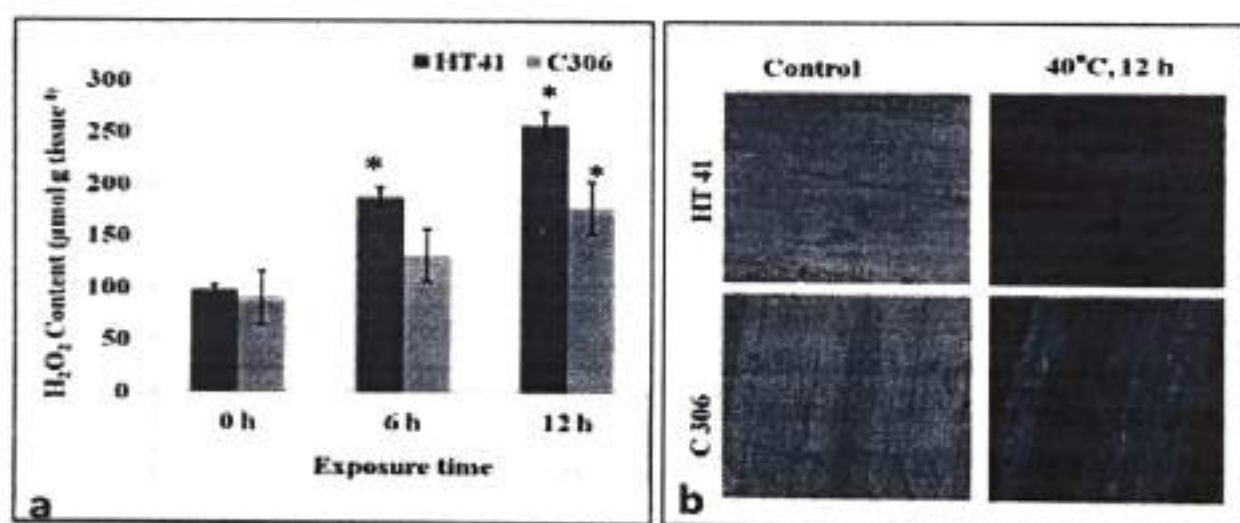 HT41 C306
H₂O₂ Content (µmol g tissue
300
250
200
150
100
50
0
*
*
*
0 h
6 h
12 h
Exposure time
a
Control
40°C, 12 h
HT 41
C 306
b